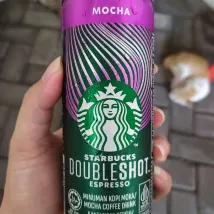 MOCHA
STARBUCKS
DOUBLESHOT
ESPRESSO
MINUMAN KOPI MOKA/
MOCHA COFFEE DRINK